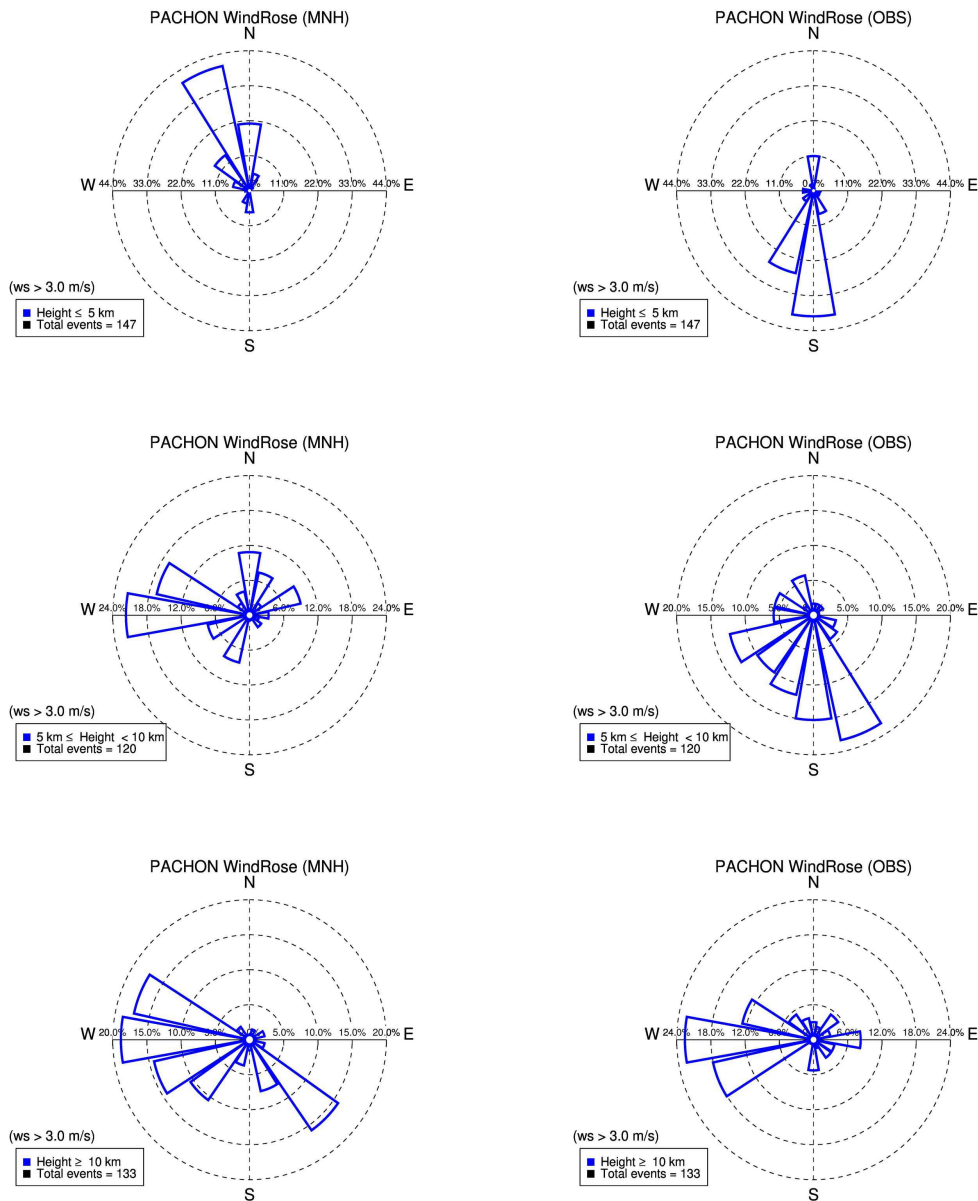 PACHON WindRose (MNH)
N
W 44.0% 33.0% 22.0% 11.0% 11.0% 22.0% 33.0% 44.0% E
(ws > 3.0 m/s)
Height ≤ 5 km
Total events = 147
S
PACHON WindRose (OBS)
N
W 44.0% 33.0% 22.0% 11.0% 11.0% 22.0% 33.0% 44.0% E
(ws > 3.0 m/s)
Height ≤ 5 km
Total events = 147
S
PACHON WindRose (MNH)
N
W 24.0% 18.0% 12.0% 6.0% 6.0% 12.0% 18.0% 24.0% E
(ws > 3.0 m/s)
5 km ≤ Height < 10 km
Total events = 120
S
PACHON WindRose (OBS)
N
W 20.0% 15.0% 10.0% 5.0% 10.0% 15.0% 20.0% E
(ws > 3.0 m/s)
5 km ≤ Height < 10 km
Total events = 120
S
PACHON WindRose (MNH)
N
W 20.0% 15.0% 10.0% 5.0% 5.0% 10.0% 15.0% 20.0% E
(ws > 3.0 m/s)
Height ≥ 10 km
Total events = 133
S
PACHON WindRose (OBS)
N
W 24.0% 18.0% 12.0% 6.0% 6.0% 12.0% 18.0% 24.0% E
(ws > 3.0 m/s)
Height ≥ 10 km
Total events = 133
S